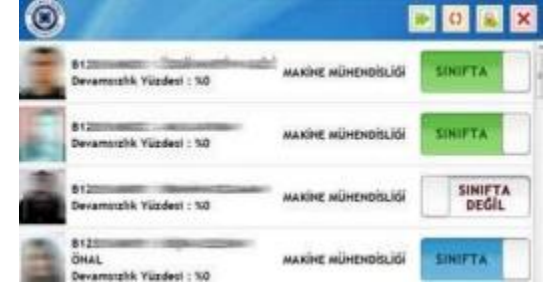 B12
Devamsızlık Yüzdesi : %0
MAKİNE MÜHENDİSLİĞİ
SINIFTA
B12
Devamsızlık Yüzdesi : %0
MAKİNE MÜHENDİSLİĞİ
SINIFTA
B12
Devamsızlık Yüzdesi : %0
MAKİNE MÜHENDİSLİĞİ
SINIFTA
DEĞİL
B12
ÖNAL
Devamsızlık Yüzdesi : %0
MAKİNE MÜHENDİSLİĞİ
SINIFTA